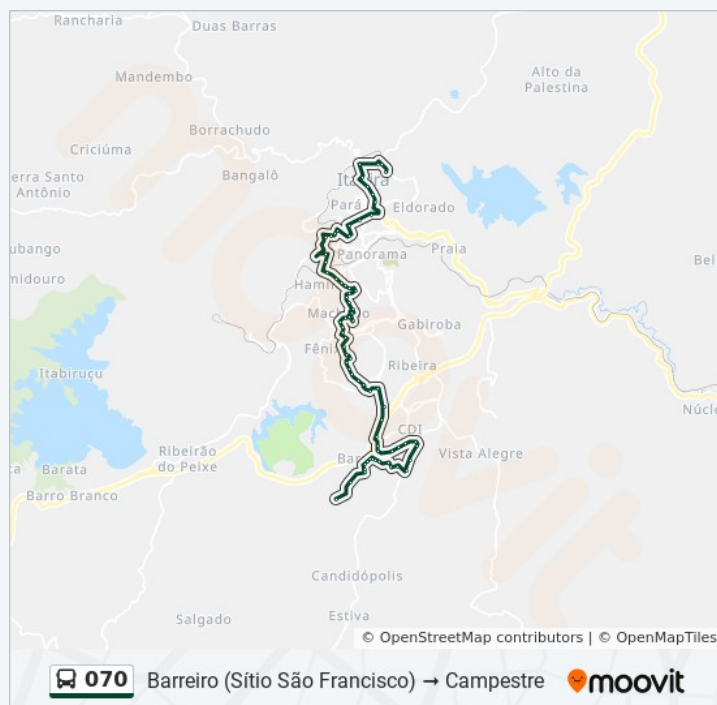 Rancharia
Duas Barras
Mandembo
Alto da
Palestina
Borrachudo
Criciúma
Bangalô
erra Santo
Antônio
Pará
Eldorado
ubango
Praia
Panorama
midouro
Bel
Gabiroba
Fênix
Itabiruçu
Ribeira
Núcle
CDI
Ribeirão
do Peixe
Vista Alegre
Barata
Barro Branco
Candidópolis
Estiva
Salgado
© OpenStreetMap contributors | © OpenMapTiles
070 Barreiro (Sítio São Francisco) → Campestre moovit